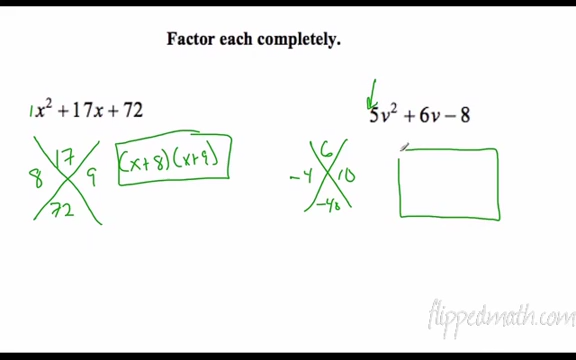 Factor each completely.
1x² + 17x + 72
5v² + 6v − 8
17
8 9
72
(x+8)(x+9)
6
-4 10
-40
flippedmath.com